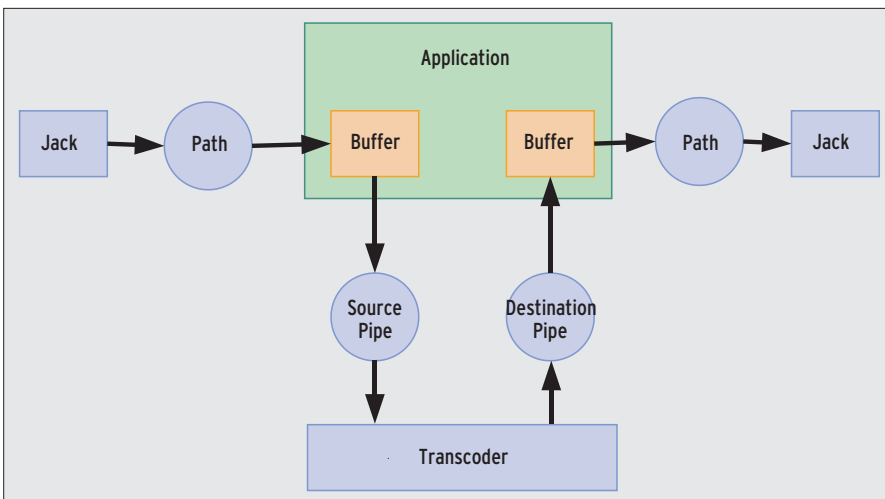 Application
Jack
Path
Buffer
Buffer
Path
Jack
Source
Pipe
Destination
Pipe
Transcoder